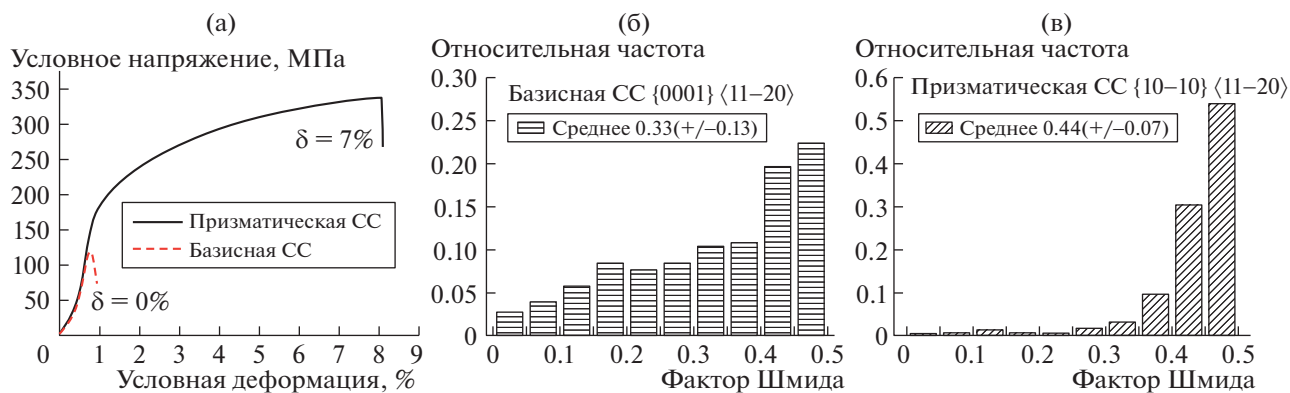 (а)
Условное напряжение, МПа
350
300
250
200
150
100
50
0
1
2
3
4
5
6
7
8
9
δ = 7%
Призматическая СС
Базисная СС
δ = 0%
Условная деформация, %
(б)
Относительная частота
0.30
0.25
0.20
0.15
0.10
0.05
0
Базисная СС {0001} ⟨11–20⟩
Среднее 0.33(+/–0.13)
0
0.1
0.2
0.3
0.4
0.5
Фактор Шмида
(в)
Относительная частота
0.6
0.5
0.4
0.3
0.2
0.1
0
Призматическая СС {10–10} ⟨11–20⟩
Среднее 0.44(+/–0.07)
0
0.1
0.2
0.3
0.4
0.5
Фактор Шмида